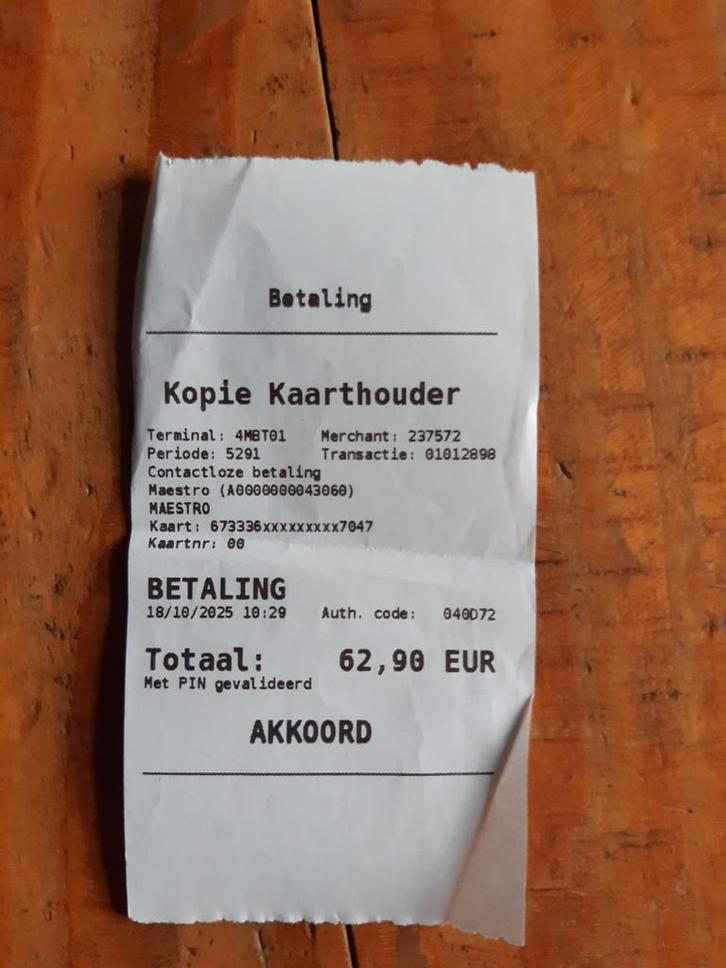 Betaling
Kopie Kaarthouder
Terminal: 4MBT01 Merchant: 237572
Periode: 5291 Transactie: 01012898
Contactloze betaling
Maestro (A0000000043060)
MAESTRO
Kaart: 673336xxxxxxxxx7047
Kaartnr: 00
BETALING
18/10/2025 10:29 Auth. code: 040D72
Totaal: 62,90 EUR
Met PIN gevalideerd
AKKOORD